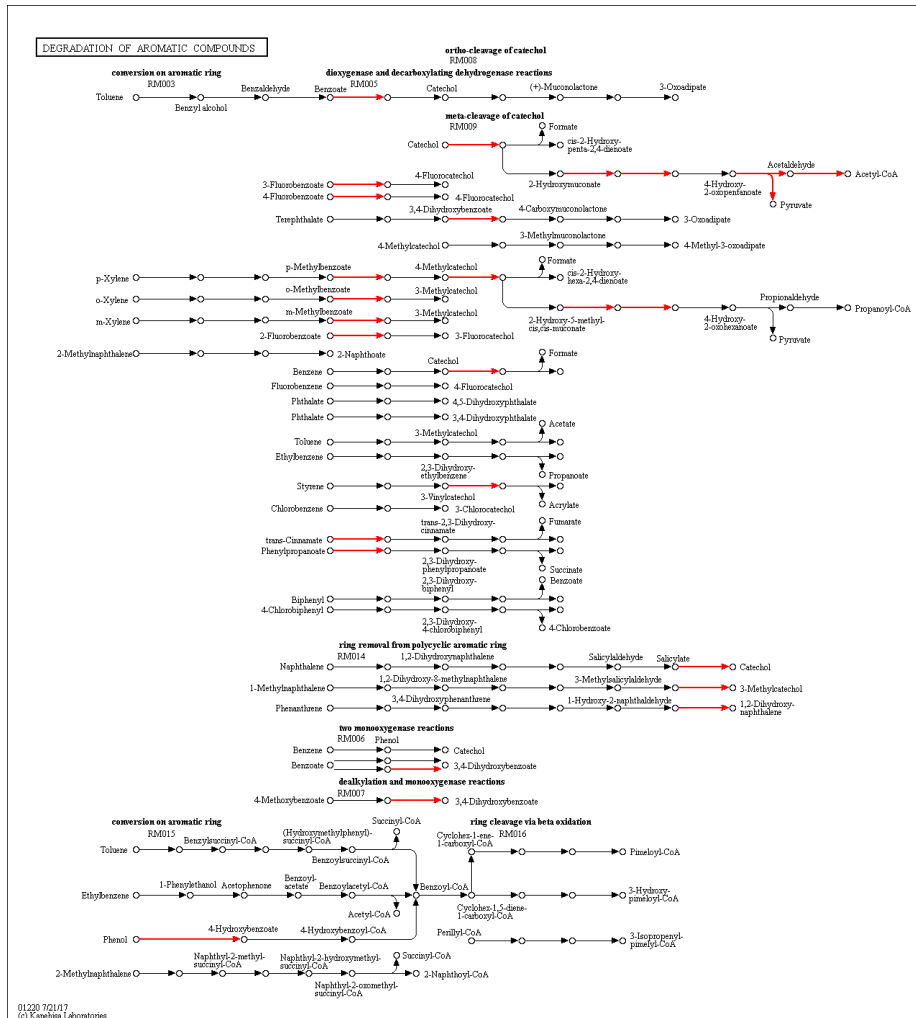 DEGRADATION OF AROMATIC COMPOUNDS
ortho-cleavage of catechol
RM008
conversion on aromatic ring
dioxygenase and decarboxylating dehydrogenase reactions
RM003
RM005
Toluene
Benzyl alcohol
Benzaldehyde
Benzoate
Catechol
(+)-Muconolactone
3-Oxoadipate
meta-cleavage of catechol
RM009
Catechol
Formate
cis-2-Hydroxy-
penta-2,4-dienoate
2-Hydroxymuconate
4-Hydroxy-
2-oxopentanoate
Acetaldehyde
Acetyl-CoA
Pyruvate
3-Fluorobenzoate
4-Fluorocatechol
4-Fluorobenzoate
4-Fluorocatechol
Terephthalate
3,4-Dihydroxybenzoate
4-Carboxymuconolactone
3-Oxoadipate
4-Methylcatechol
3-Methylmuconolactone
4-Methyl-3-oxoadipate
p-Xylene
p-Methylbenzoate
4-Methylcatechol
Formate
cis-2-Hydroxy-
hexa-2,4-dienoate
o-Xylene
o-Methylbenzoate
3-Methylcatechol
m-Xylene
m-Methylbenzoate
3-Methylcatechol
2-Hydroxy-5-methyl-
cis,cis-muconate
4-Hydroxy-
2-oxohexanoate
Propionaldehyde
Propanoyl-CoA
Pyruvate
2-Fluorobenzoate
3-Fluorocatechol
2-Methylnaphthalene
2-Naphthoate
Benzene
Catechol
Formate
Fluorobenzene
4-Fluorocatechol
Phthalate
4,5-Dihydroxyphthalate
Phthalate
3,4-Dihydroxyphthalate
Toluene
3-Methylcatechol
Acetate
Ethylbenzene
2,3-Dihydroxy-
ethylbenzene
Propanoate
Styrene
3-Vinylcatechol
Acrylate
Chlorobenzene
3-Chlorocatechol
trans-Cinnamate
trans-2,3-Dihydroxy-
cinnamate
Fumarate
Phenylpropanoate
2,3-Dihydroxy-
phenylpropanoate
Succinate
Biphenyl
2,3-Dihydroxy-
biphenyl
Benzoate
4-Chlorobiphenyl
2,3-Dihydroxy-
4-chlorobiphenyl
4-Chlorobenzoate
ring removal from polycyclic aromatic ring
RM014
Naphthalene
1,2-Dihydroxynaphthalene
Salicylaldehyde
Salicylate
Catechol
1-Methylnaphthalene
1,2-Dihydroxy-8-methylnaphthalene
3-Methylsalicylaldehyde
3-Methylcatechol
Phenanthrene
3,4-Dihydroxyphenanthrene
1-Hydroxy-2-naphthaldehyde
1,2-Dihydroxy-
naphthalene
two monooxygenase reactions
RM006
Benzene
Phenol
Catechol
Benzoate
3,4-Dihydroxybenzoate
dealkylation and monooxygenase reactions
RM007
4-Methoxybenzoate
3,4-Dihydroxybenzoate
conversion on aromatic ring
RM015
Toluene
Benzylsuccinyl-CoA
(Hydroxymethylphenyl)-
succinyl-CoA
Benzoylsuccinyl-CoA
Succinyl-CoA
ring cleavage via beta oxidation
RM016
Cyclohex-1-ene-
1-carboxyl-CoA
Pimeloyl-CoA
Ethylbenzene
1-Phenylethanol
Acetophenone
Benzoyl-
acetate
Benzoylacetyl-CoA
Acetyl-CoA
Benzoyl-CoA
Cyclohex-1,5-diene-
1-carboxyl-CoA
3-Hydroxy-
pimeloyl-CoA
Phenol
4-Hydroxybenzoate
4-Hydroxybenzoyl-CoA
Perillyl-CoA
3-Isopropenyl-
pimelyl-CoA
2-Methylnaphthalene
Naphthyl-2-methyl-
succinyl-CoA
Naphthyl-2-hydroxymethyl-
succinyl-CoA
Naphthyl-2-oxomethyl-
succinyl-CoA
Succinyl-CoA
2-Naphthoyl-CoA
01220 7/21/17
(c) Kanehisa Laboratories